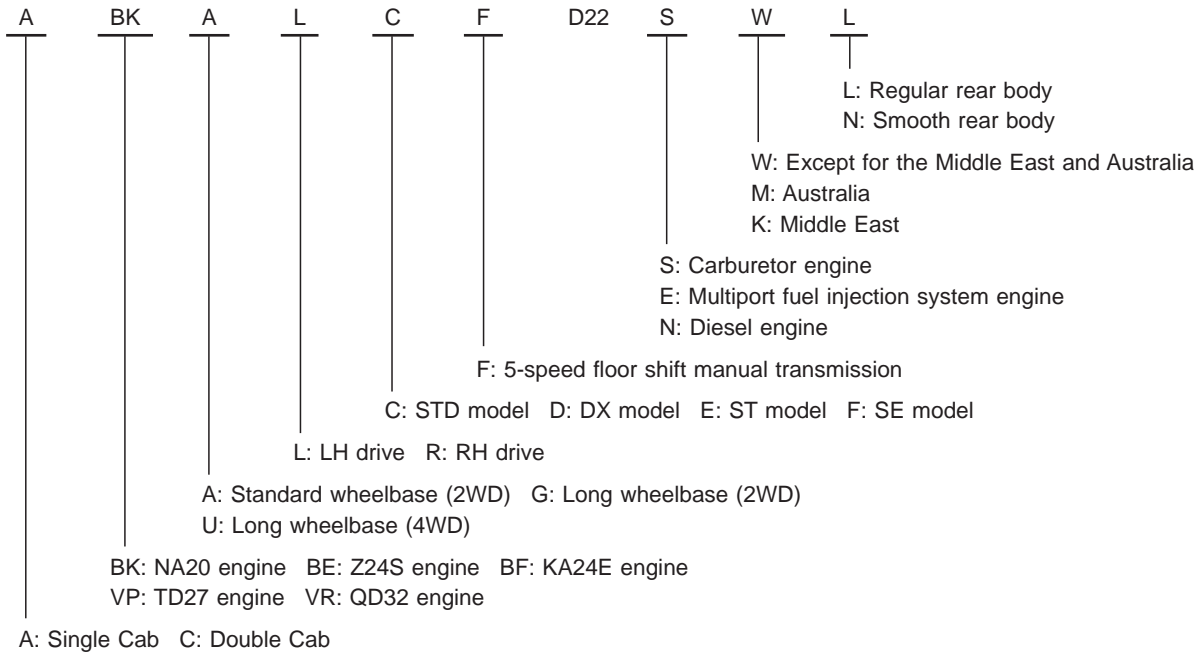 A BK A L C F D22 S W L
L: Regular rear body
N: Smooth rear body
W: Except for the Middle East and Australia
M: Australia
K: Middle East
S: Carburetor engine
E: Multiport fuel injection system engine
N: Diesel engine
F: 5-speed floor shift manual transmission
C: STD model D: DX model E: ST model F: SE model
L: LH drive R: RH drive
A: Standard wheelbase (2WD) G: Long wheelbase (2WD)
U: Long wheelbase (4WD)
BK: NA20 engine BE: Z24S engine BF: KA24E engine
VP: TD27 engine VR: QD32 engine
A: Single Cab C: Double Cab